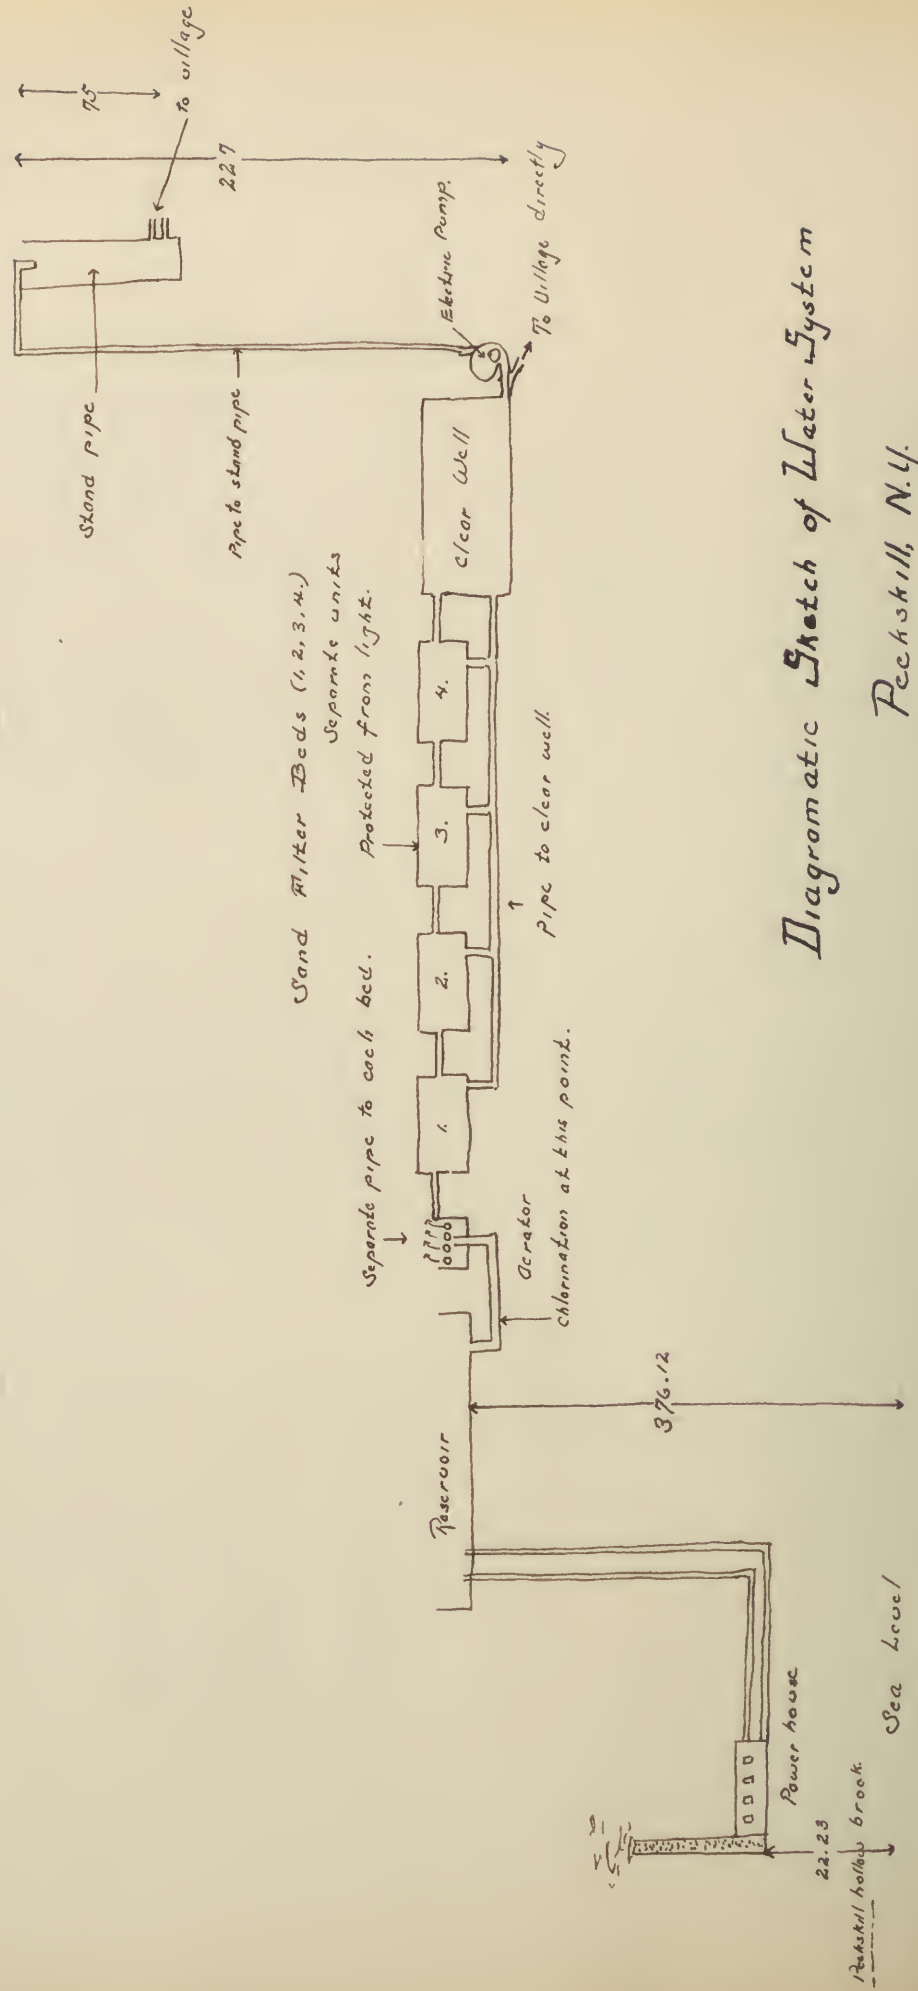 75
to village
227
Stand pipe
Pipe to stand pipe
Electric Pump.
To Village directly
Clear Well
Sand Filter Beds (1, 2, 3, 4.)
Separate units
Protected from light.
Separate pipe to each bed.
1.
2.
3.
4.
Pipe to clear well.
aerator
chlorination at this point.
Reservoir
376.12
Power house
22.23
Peekskill hollow brook.
Sea Level
Diagramatic Sketch of Water System
Peekskill, N.Y.